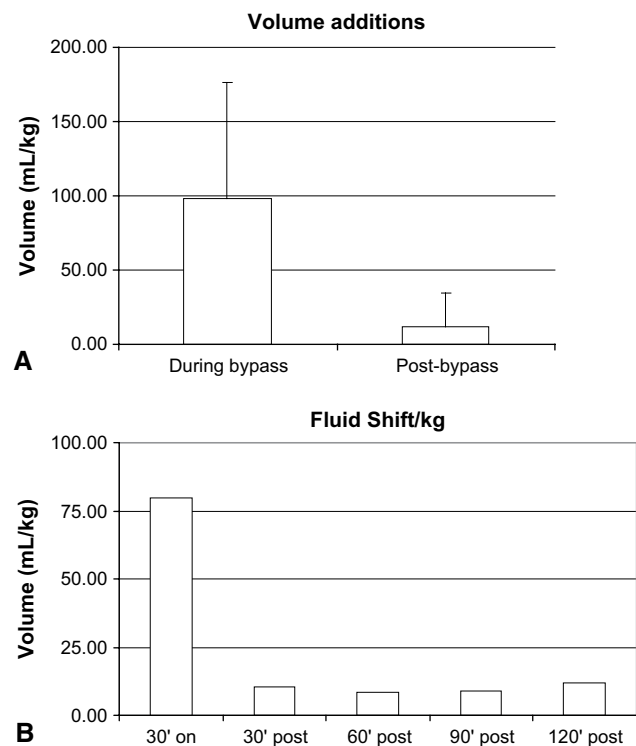 Volume additions
200.00
150.00
100.00
50.00
0.00
Volume (mL/kg)
During bypass
Post-bypass
A
Fluid Shift/kg
100.00
75.00
50.00
25.00
0.00
Volume (mL/kg)
30' on
30' post
60' post
90' post
120' post
B